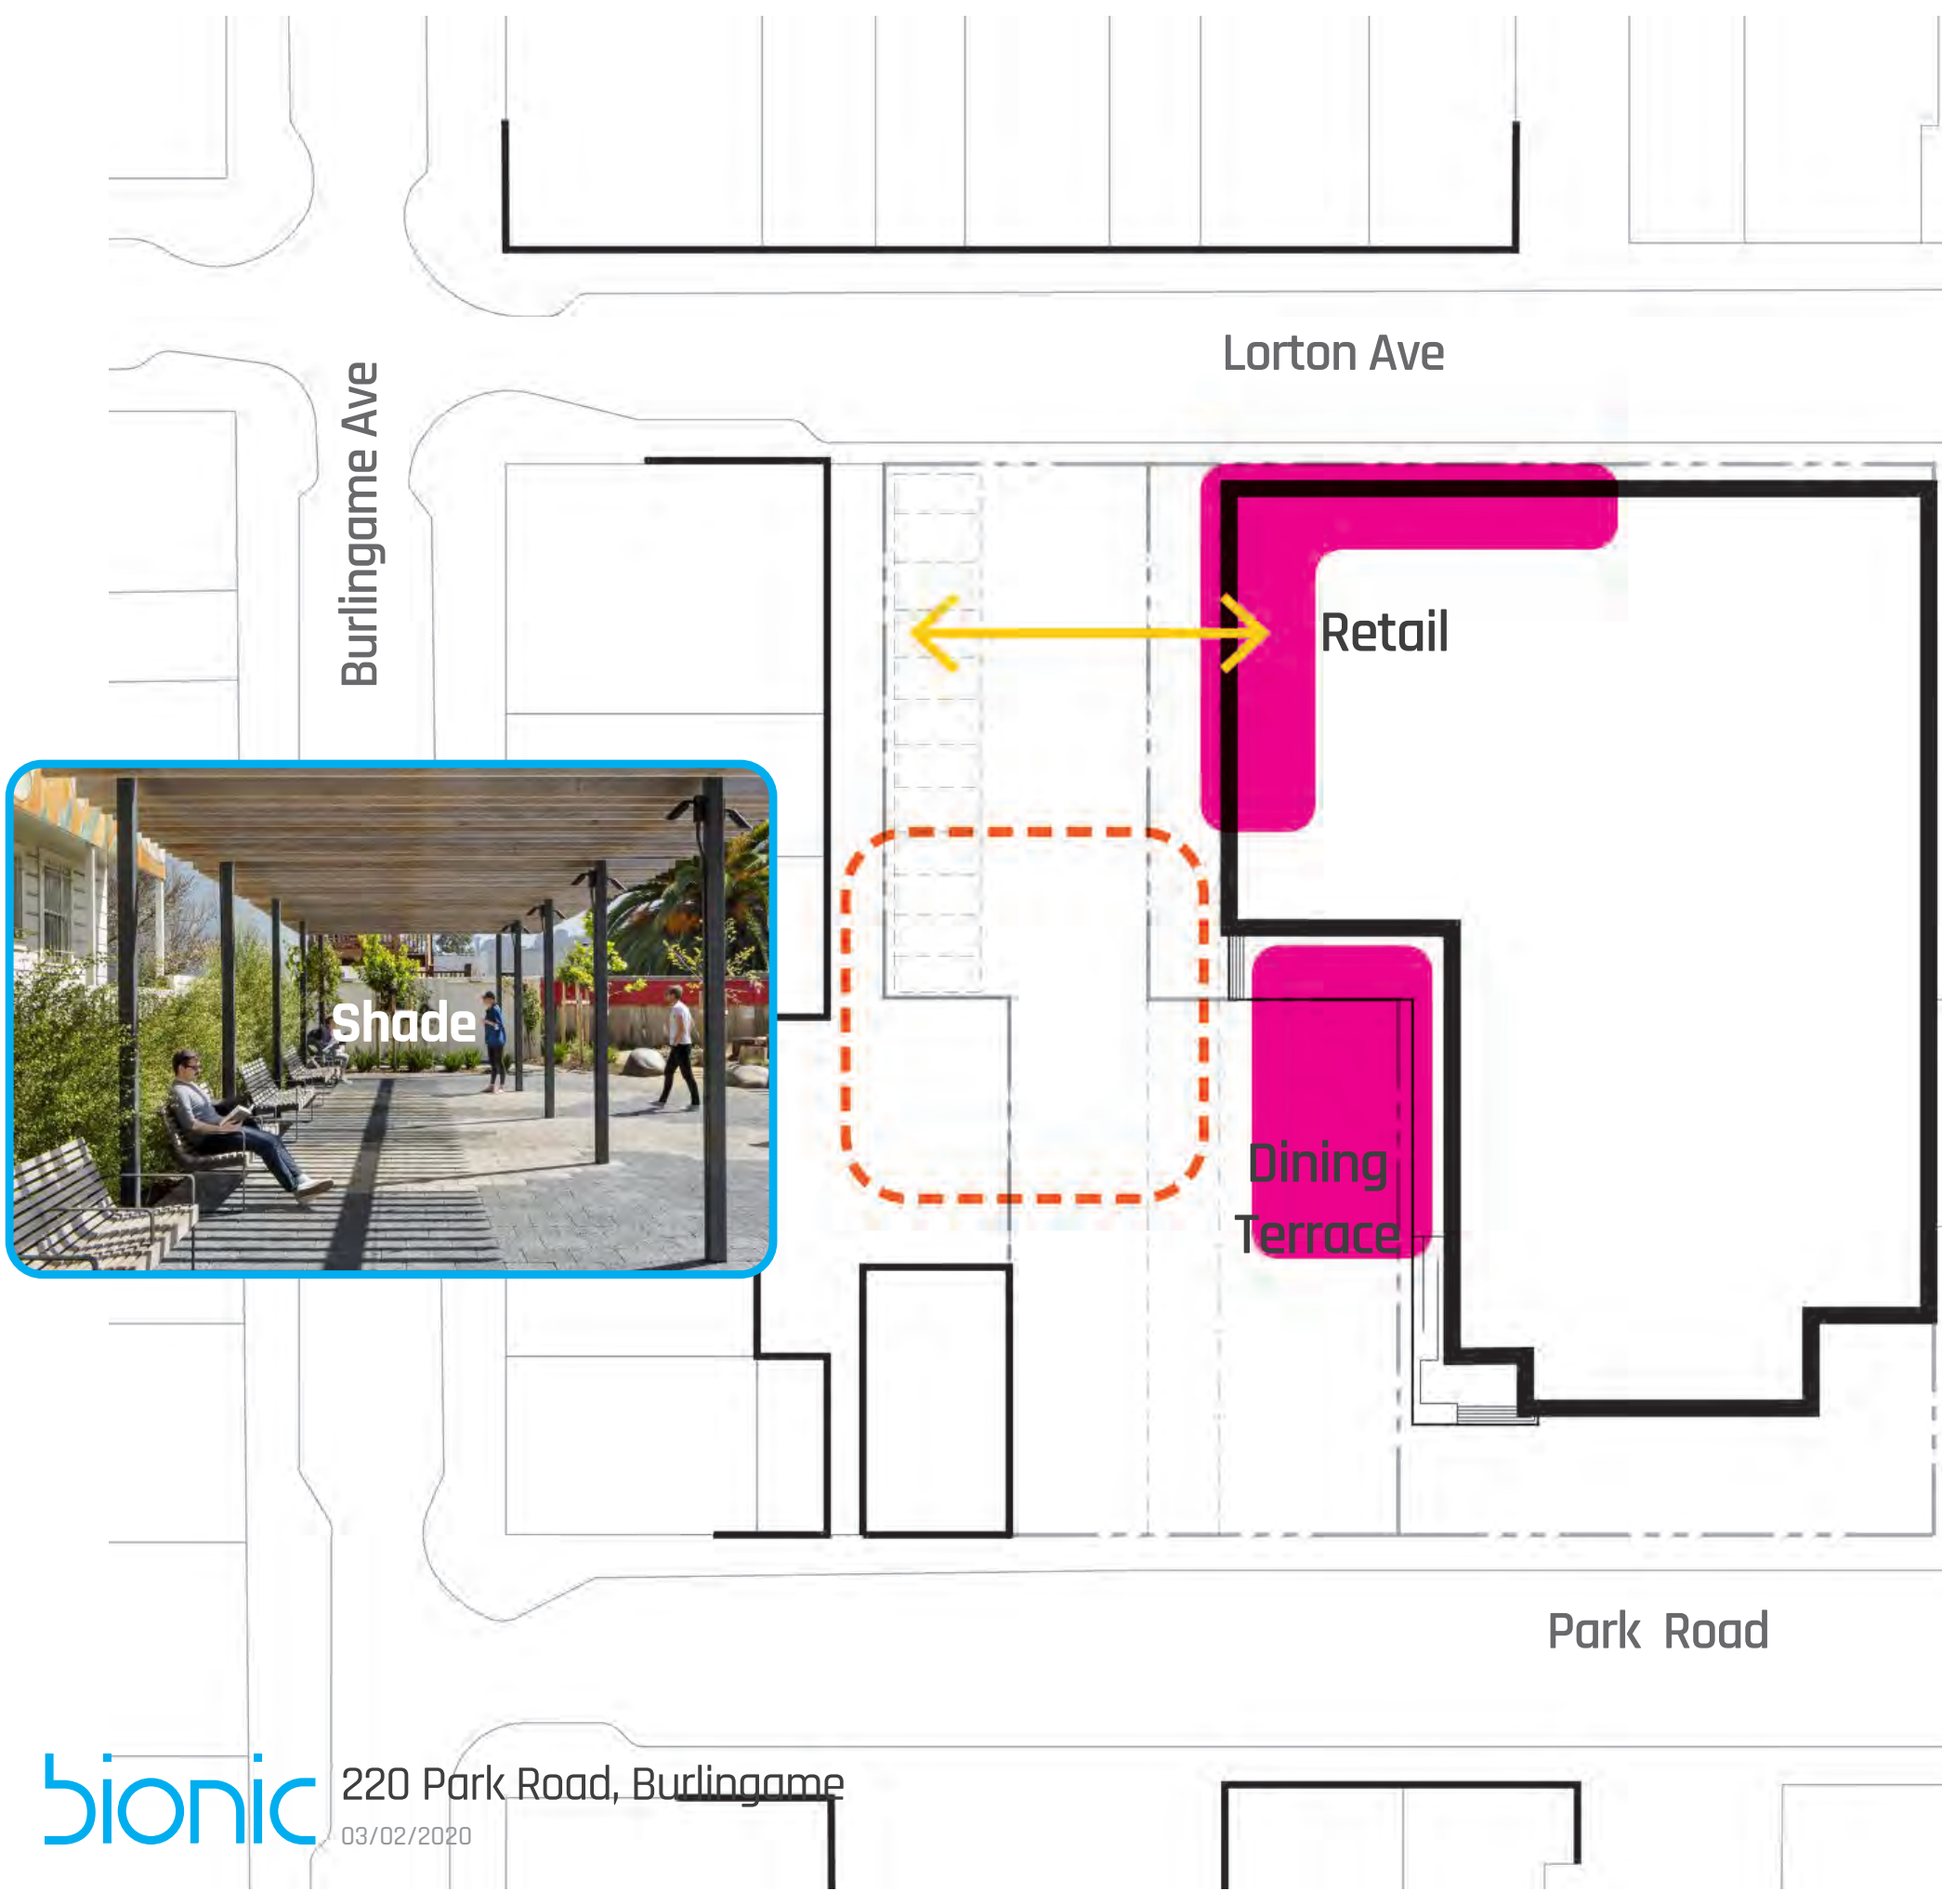 Lorton Ave
Burlingame Ave
Retail
Shade
Dining
Terrace
Park Road
bionic
220 Park Road, Burlingame
03/02/2020